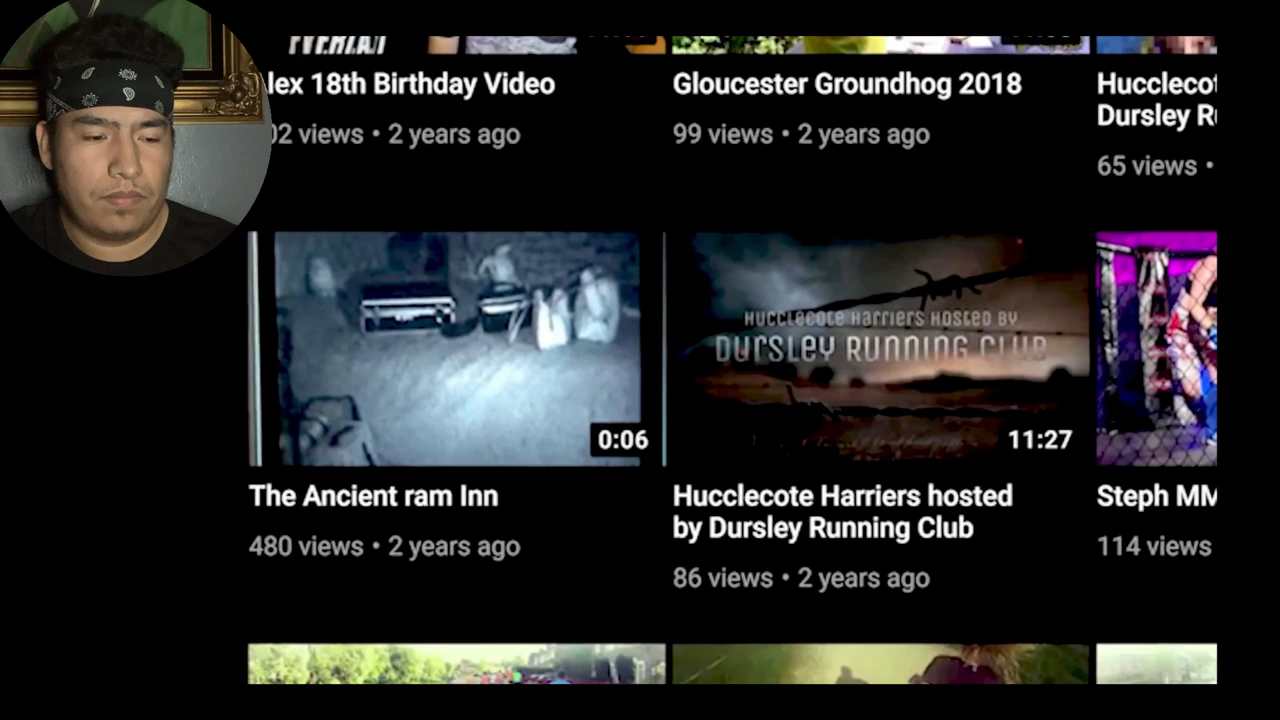 lex 18th Birthday Video
02 views • 2 years ago
Gloucester Groundhog 2018
99 views • 2 years ago
Hucclecot
Dursley R
65 views •
HUCCLECOTE HARRIERS HOSTED BY
DURSLEY RUNNING CLUB
0:06
11:27
The Ancient ram Inn
480 views • 2 years ago
Hucclecote Harriers hosted
by Dursley Running Club
86 views • 2 years ago
Steph MM
114 views